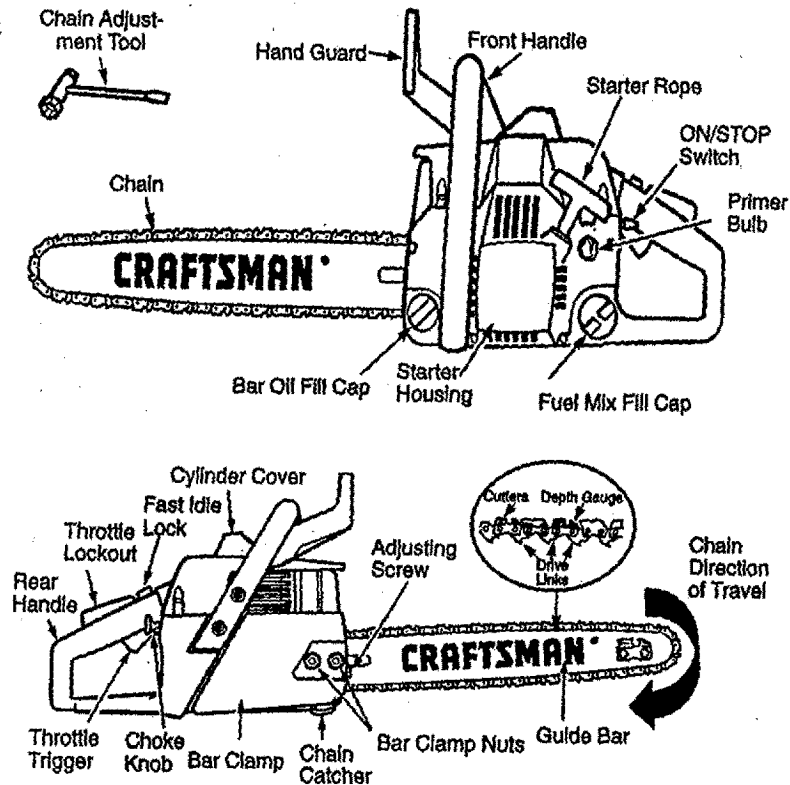 Chain Adjust-
ment Tool
Hand Guard
Front Handle
Starter Rope
ON/STOP
Switch
Primer
Bulb
Chain
CRAFTSMAN
Bar Oil Fill Cap
Starter
Housing
Fuel Mix Fill Cap
Cylinder Cover
Fast Idle
Lock
Throttle
Lockout
Rear
Handle
Adjusting
Screw
Cutters
Depth Gauge
Drive
Links
Chain
Direction
of Travel
CRAFTSMAN
Throttle
Trigger
Choke
Knob
Bar Clamp
Chain
Catcher
Bar Clamp Nuts
Guide Bar